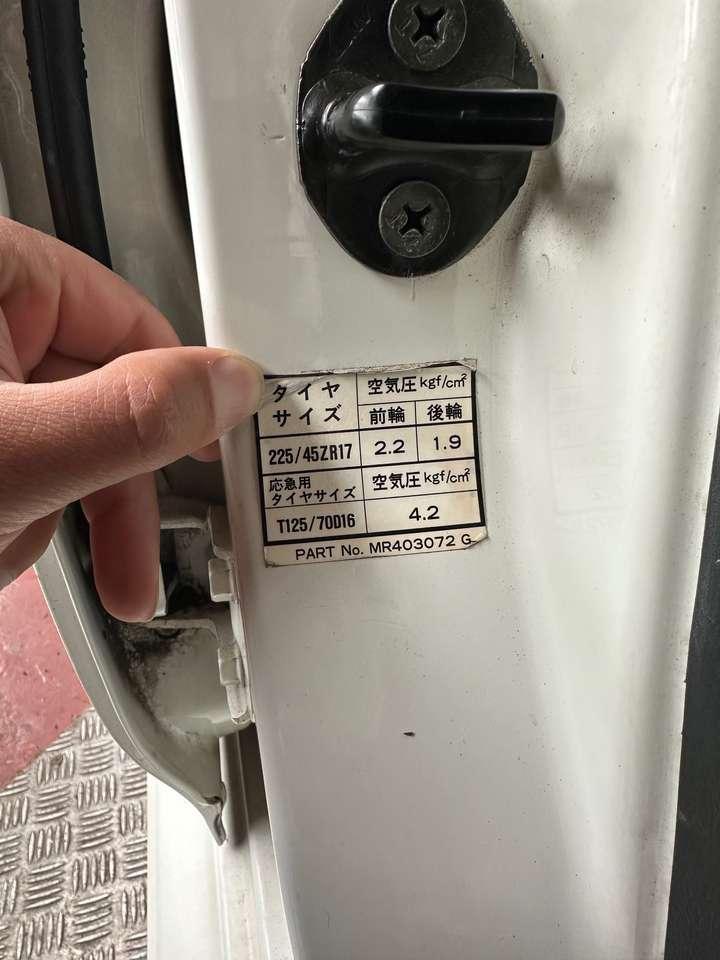 タイヤ 空気圧 kgf/cm²
サイズ 前輪 後輪
225/45ZR17 2.2 1.9
応急用 空気圧 kgf/cm²
タイヤサイズ
T125/70D16 4.2
PART No. MR403072 G